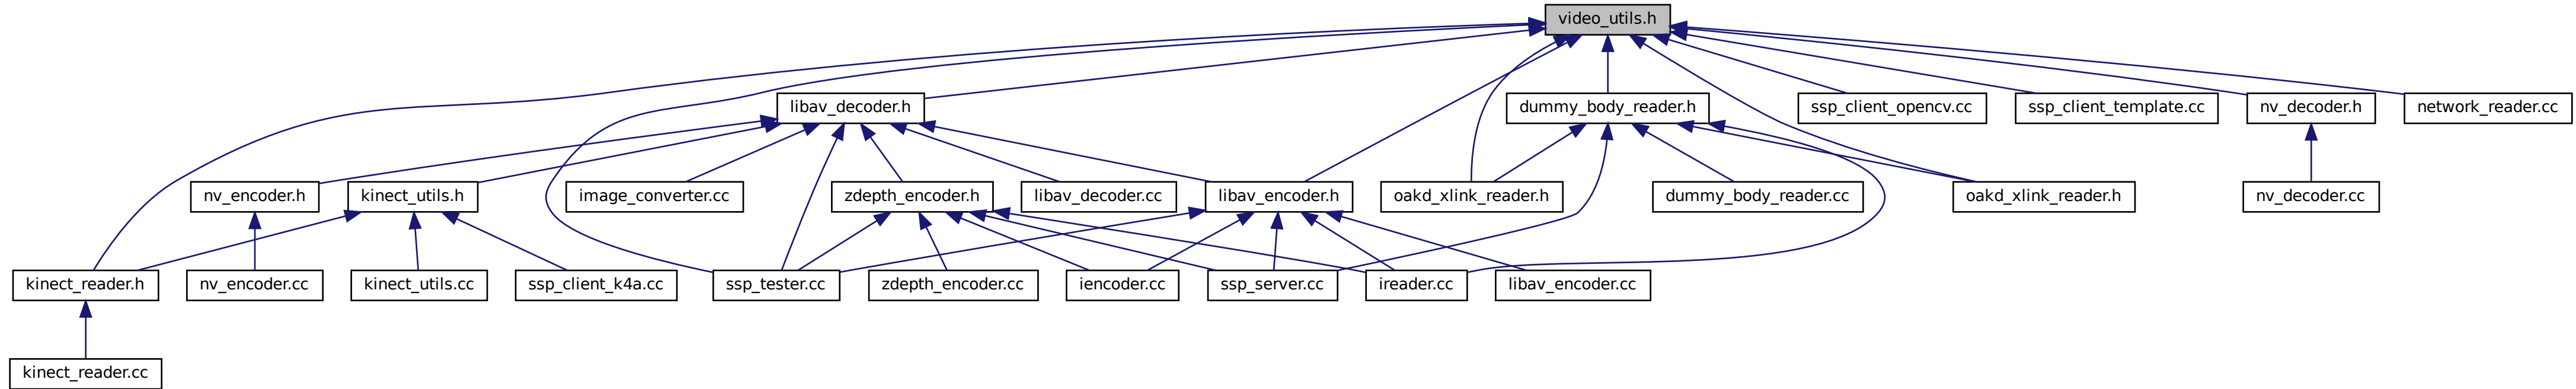 video_utils.h
libav_decoder.h
dummy_body_reader.h
ssp_client_opencv.cc
ssp_client_template.cc
nv_decoder.h
network_reader.cc
nv_encoder.h
kinect_utils.h
image_converter.cc
zdepth_encoder.h
libav_decoder.cc
libav_encoder.h
oakd_xlink_reader.h
dummy_body_reader.cc
oakd_xlink_reader.h
nv_decoder.cc
kinect_reader.h
nv_encoder.cc
kinect_utils.cc
ssp_client_k4a.cc
ssp_tester.cc
zdepth_encoder.cc
iencoder.cc
ssp_server.cc
ireader.cc
libav_encoder.cc
kinect_reader.cc